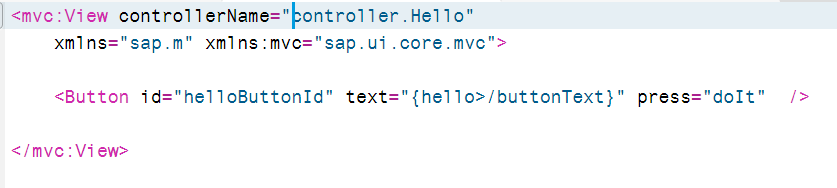 <mvc:View controllerName="controller.Hello"
xmlns="sap.m" xmlns:mvc="sap.ui.core.mvc">
<Button id="helloButtonId" text="{hello>/buttonText}" press="doIt"  />
</mvc:View>